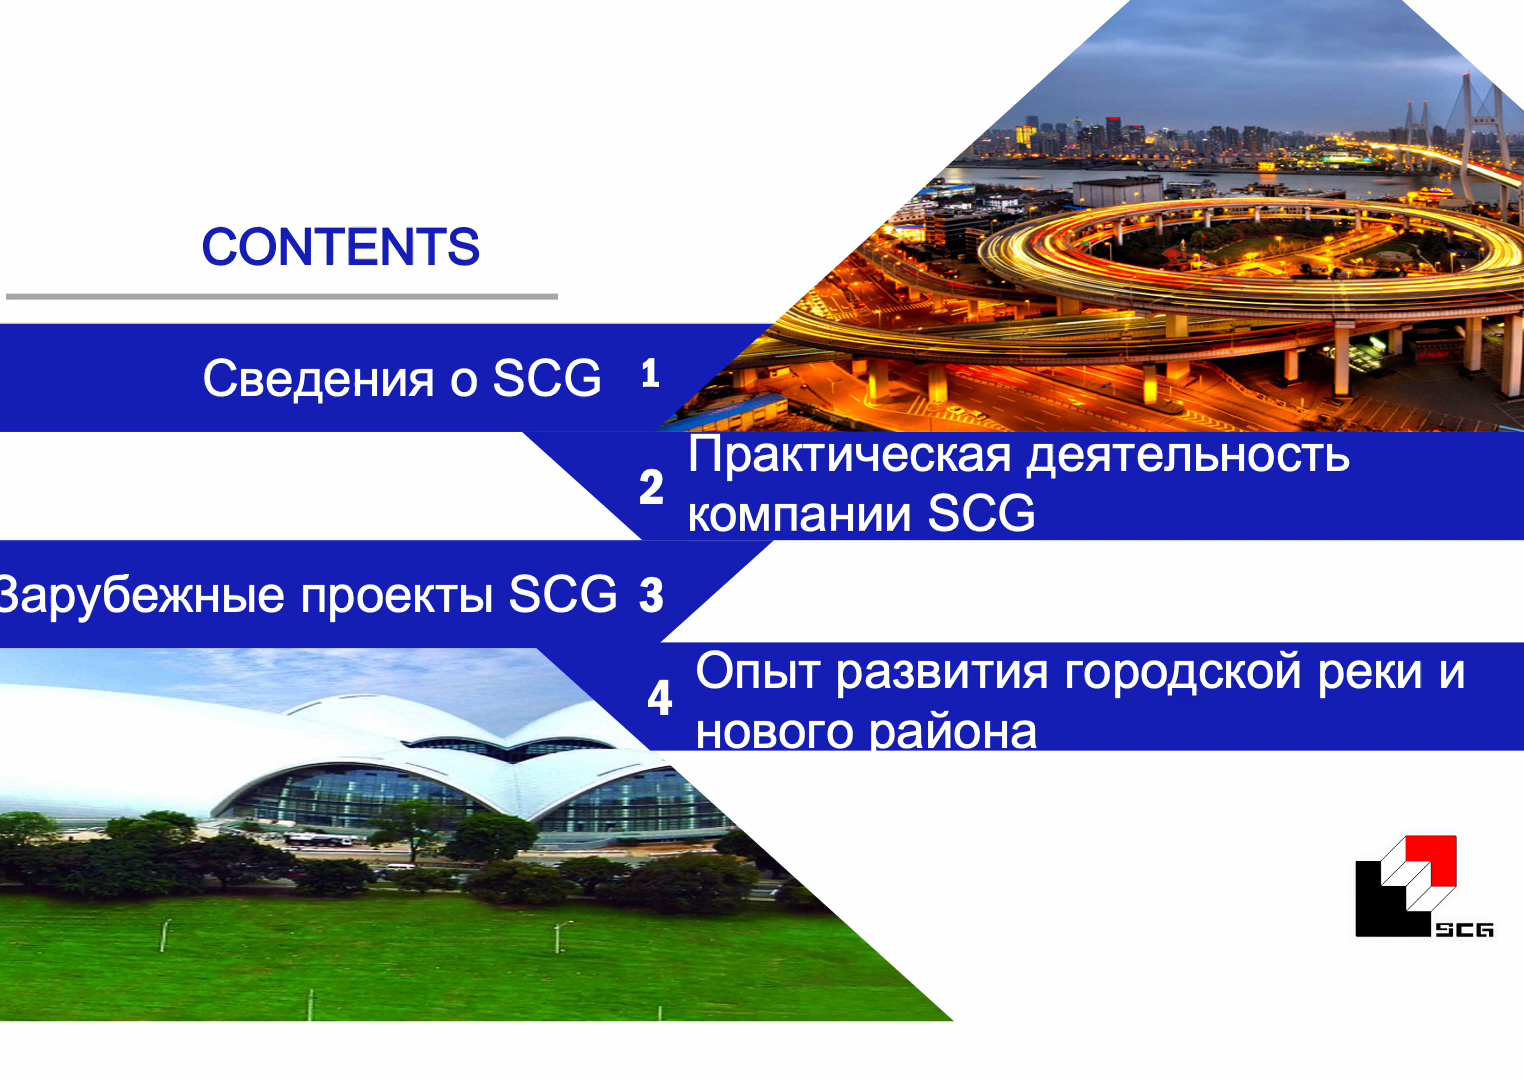 CONTENTS
Сведения о SCG 1
2 Практическая деятельность
компании SCG
Зарубежные проекты SCG 3
4 Опыт развития городской реки и
нового района
SCG